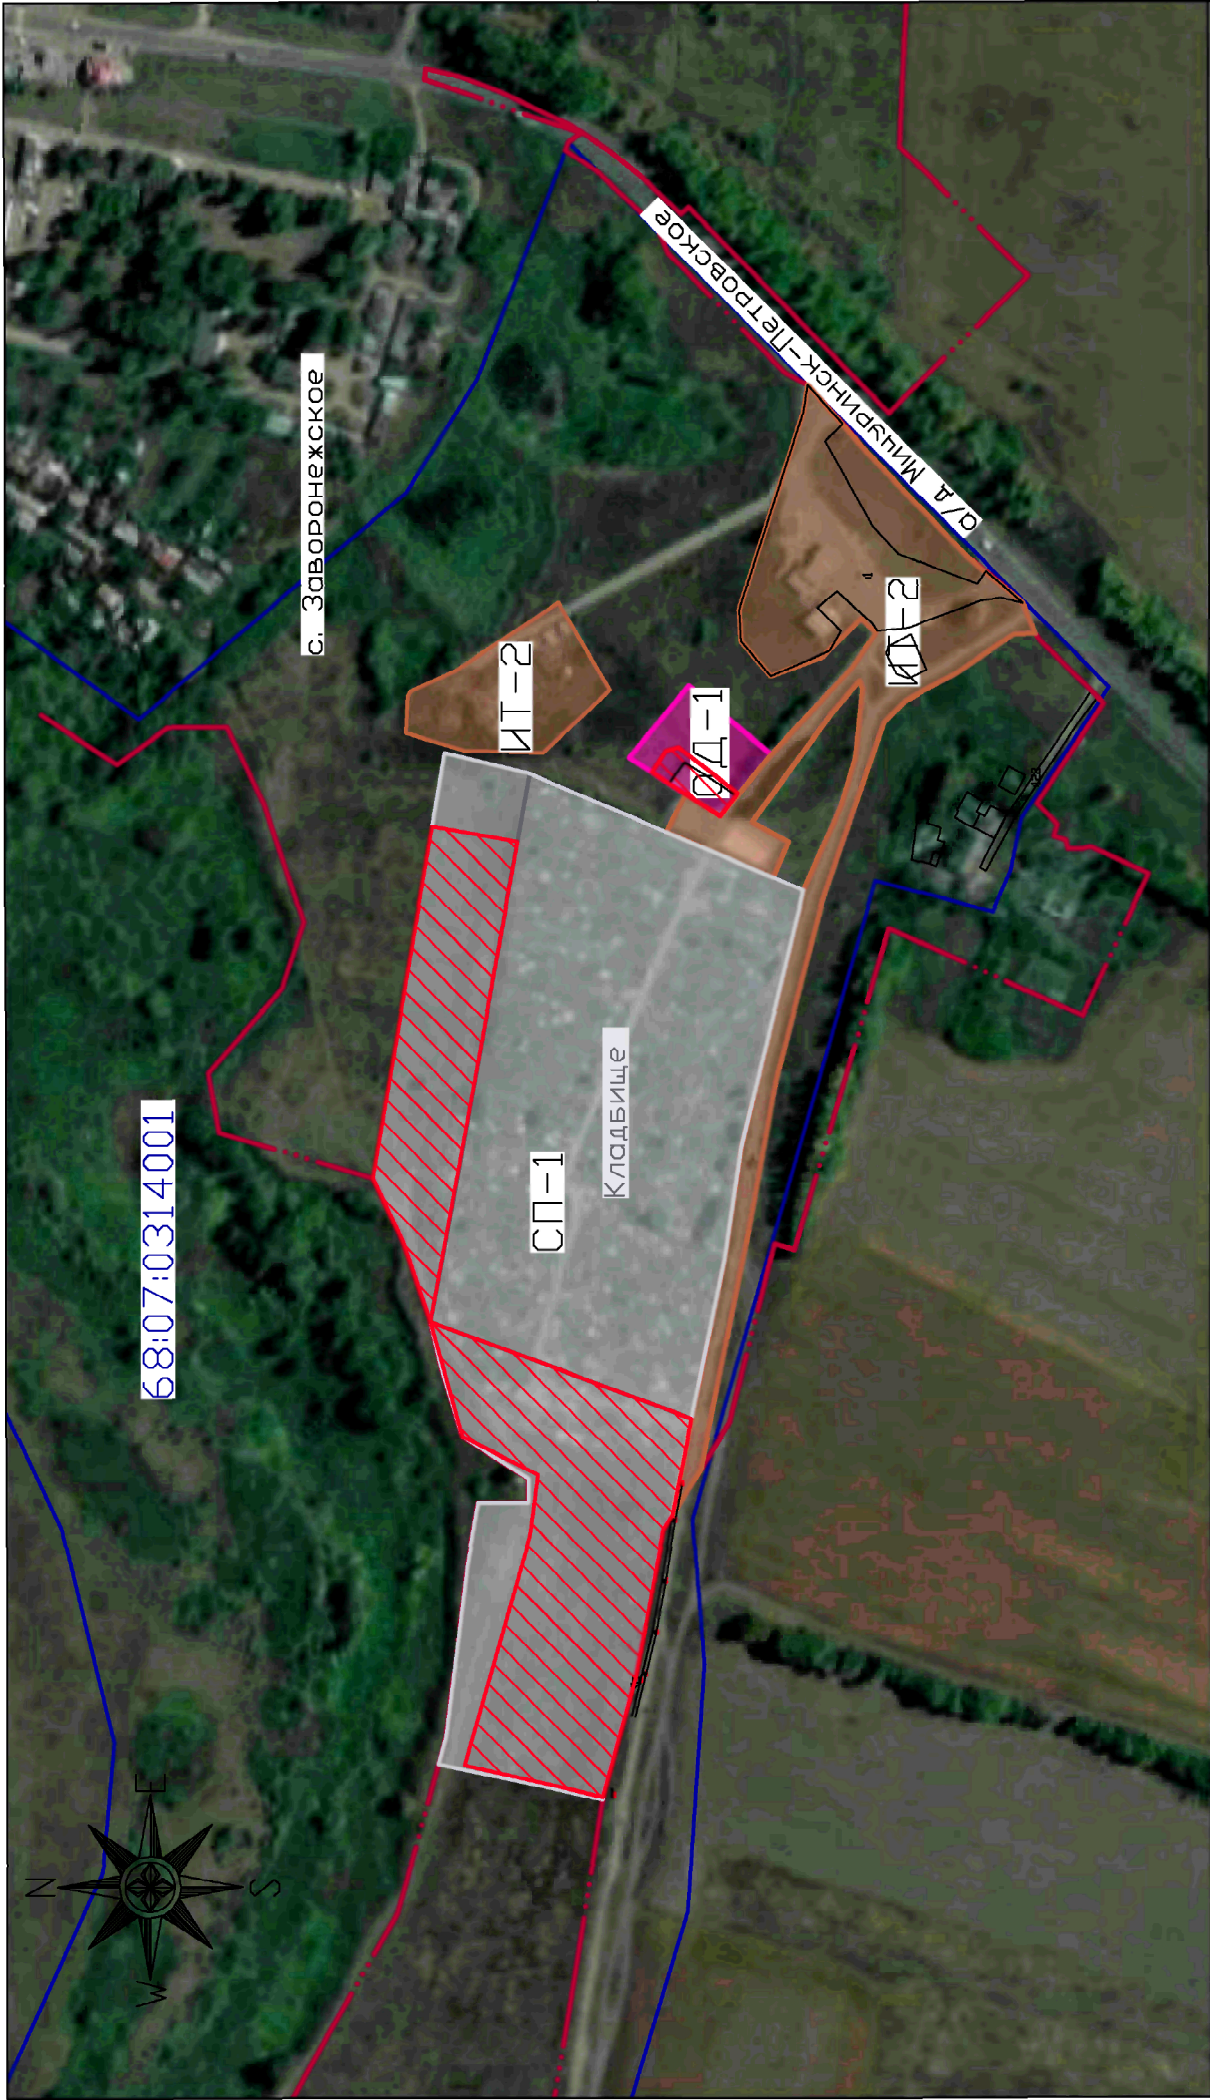 68:07:0314001
с. Заворонежское
ИТ-2
СП-1
Кладбище
ОД-1
ИТ-2
а/д Мичуринск-Петровское
N
E
S
W